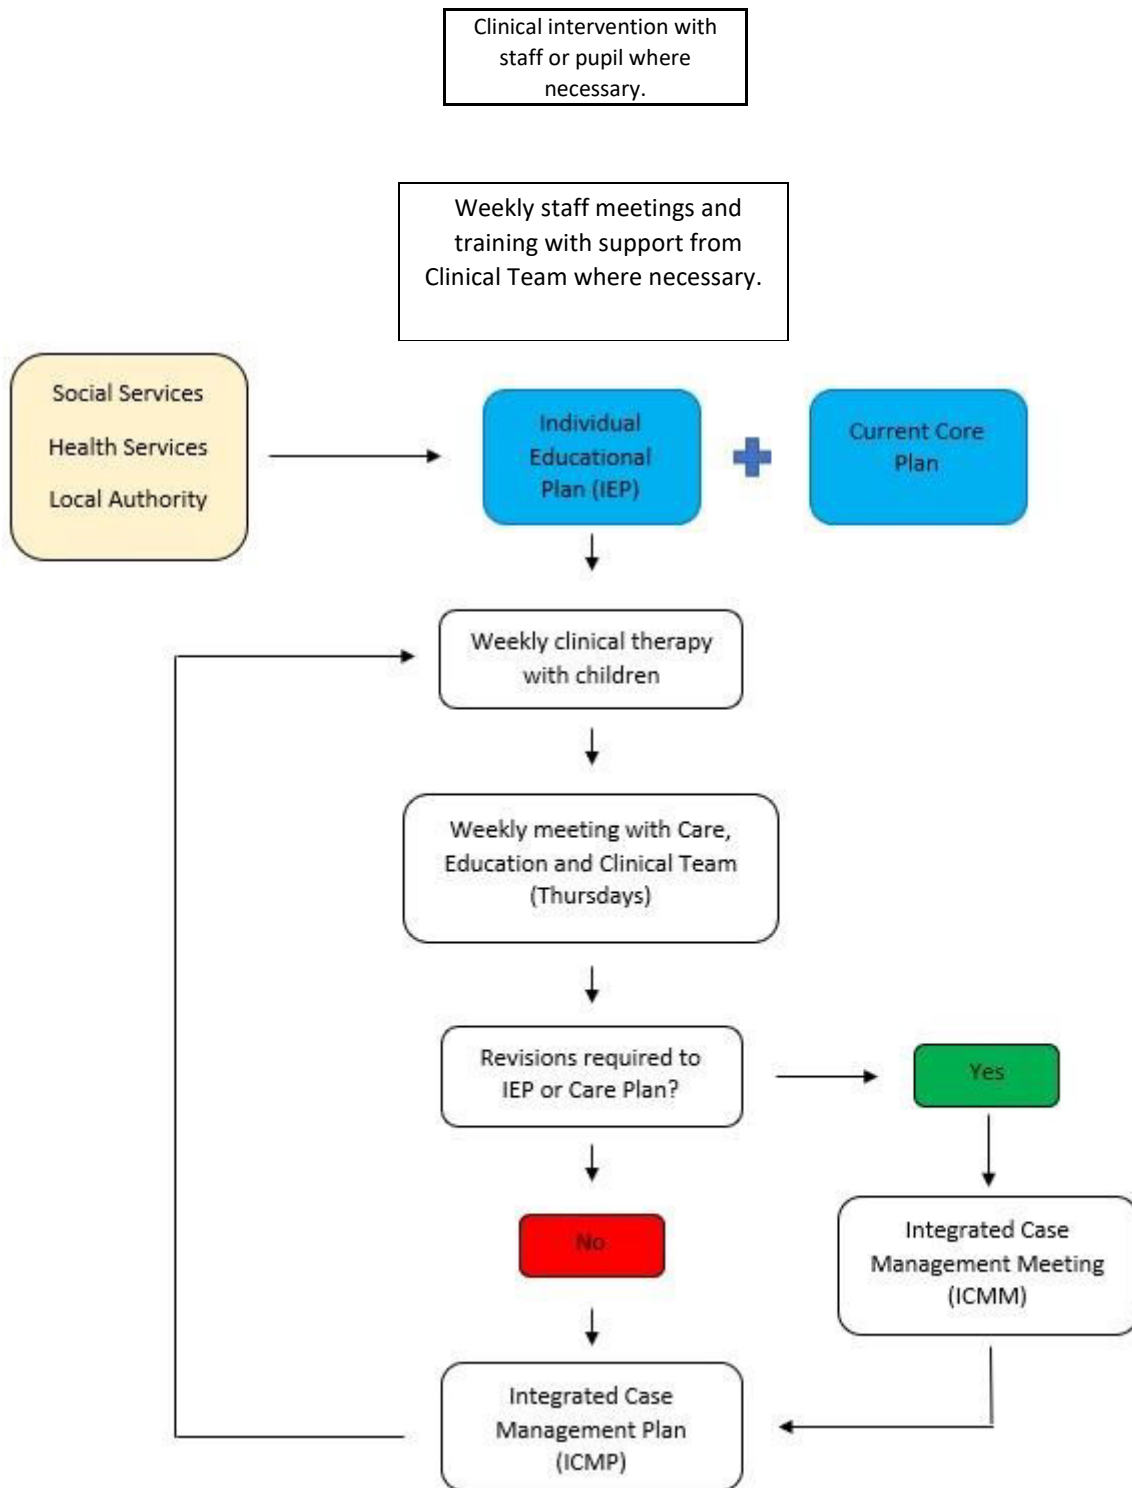 Clinical intervention with
staff or pupil where
necessary.
Weekly staff meetings and
training with support from
Clinical Team where necessary.
Social Services
Health Services
Local Authority
Individual
Educational
Plan (IEP)
Current Core
Plan
Weekly clinical therapy
with children
Weekly meeting with Care,
Education and Clinical Team
(Thursdays)
Revisions required to
IEP or Care Plan?
Yes
No
Integrated Case
Management Meeting
(ICMM)
Integrated Case
Management Plan
(ICMP)